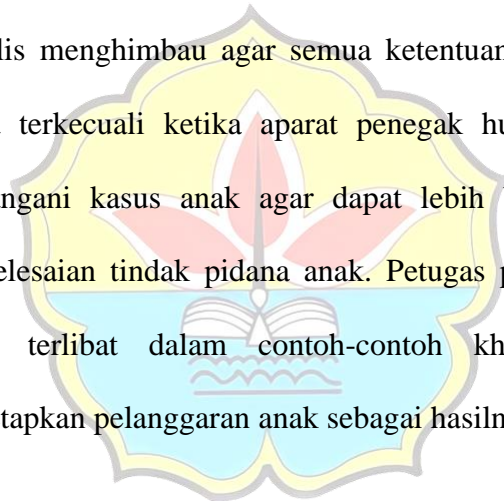 lis menghimbau agar semua ketentuan
terkecuali ketika aparat penegak hu
ngani kasus anak agar dapat lebih
elesaian tindak pidana anak. Petugas p
terlibat dalam contoh-contoh kh
tapkan pelanggaran anak sebagai hasiln